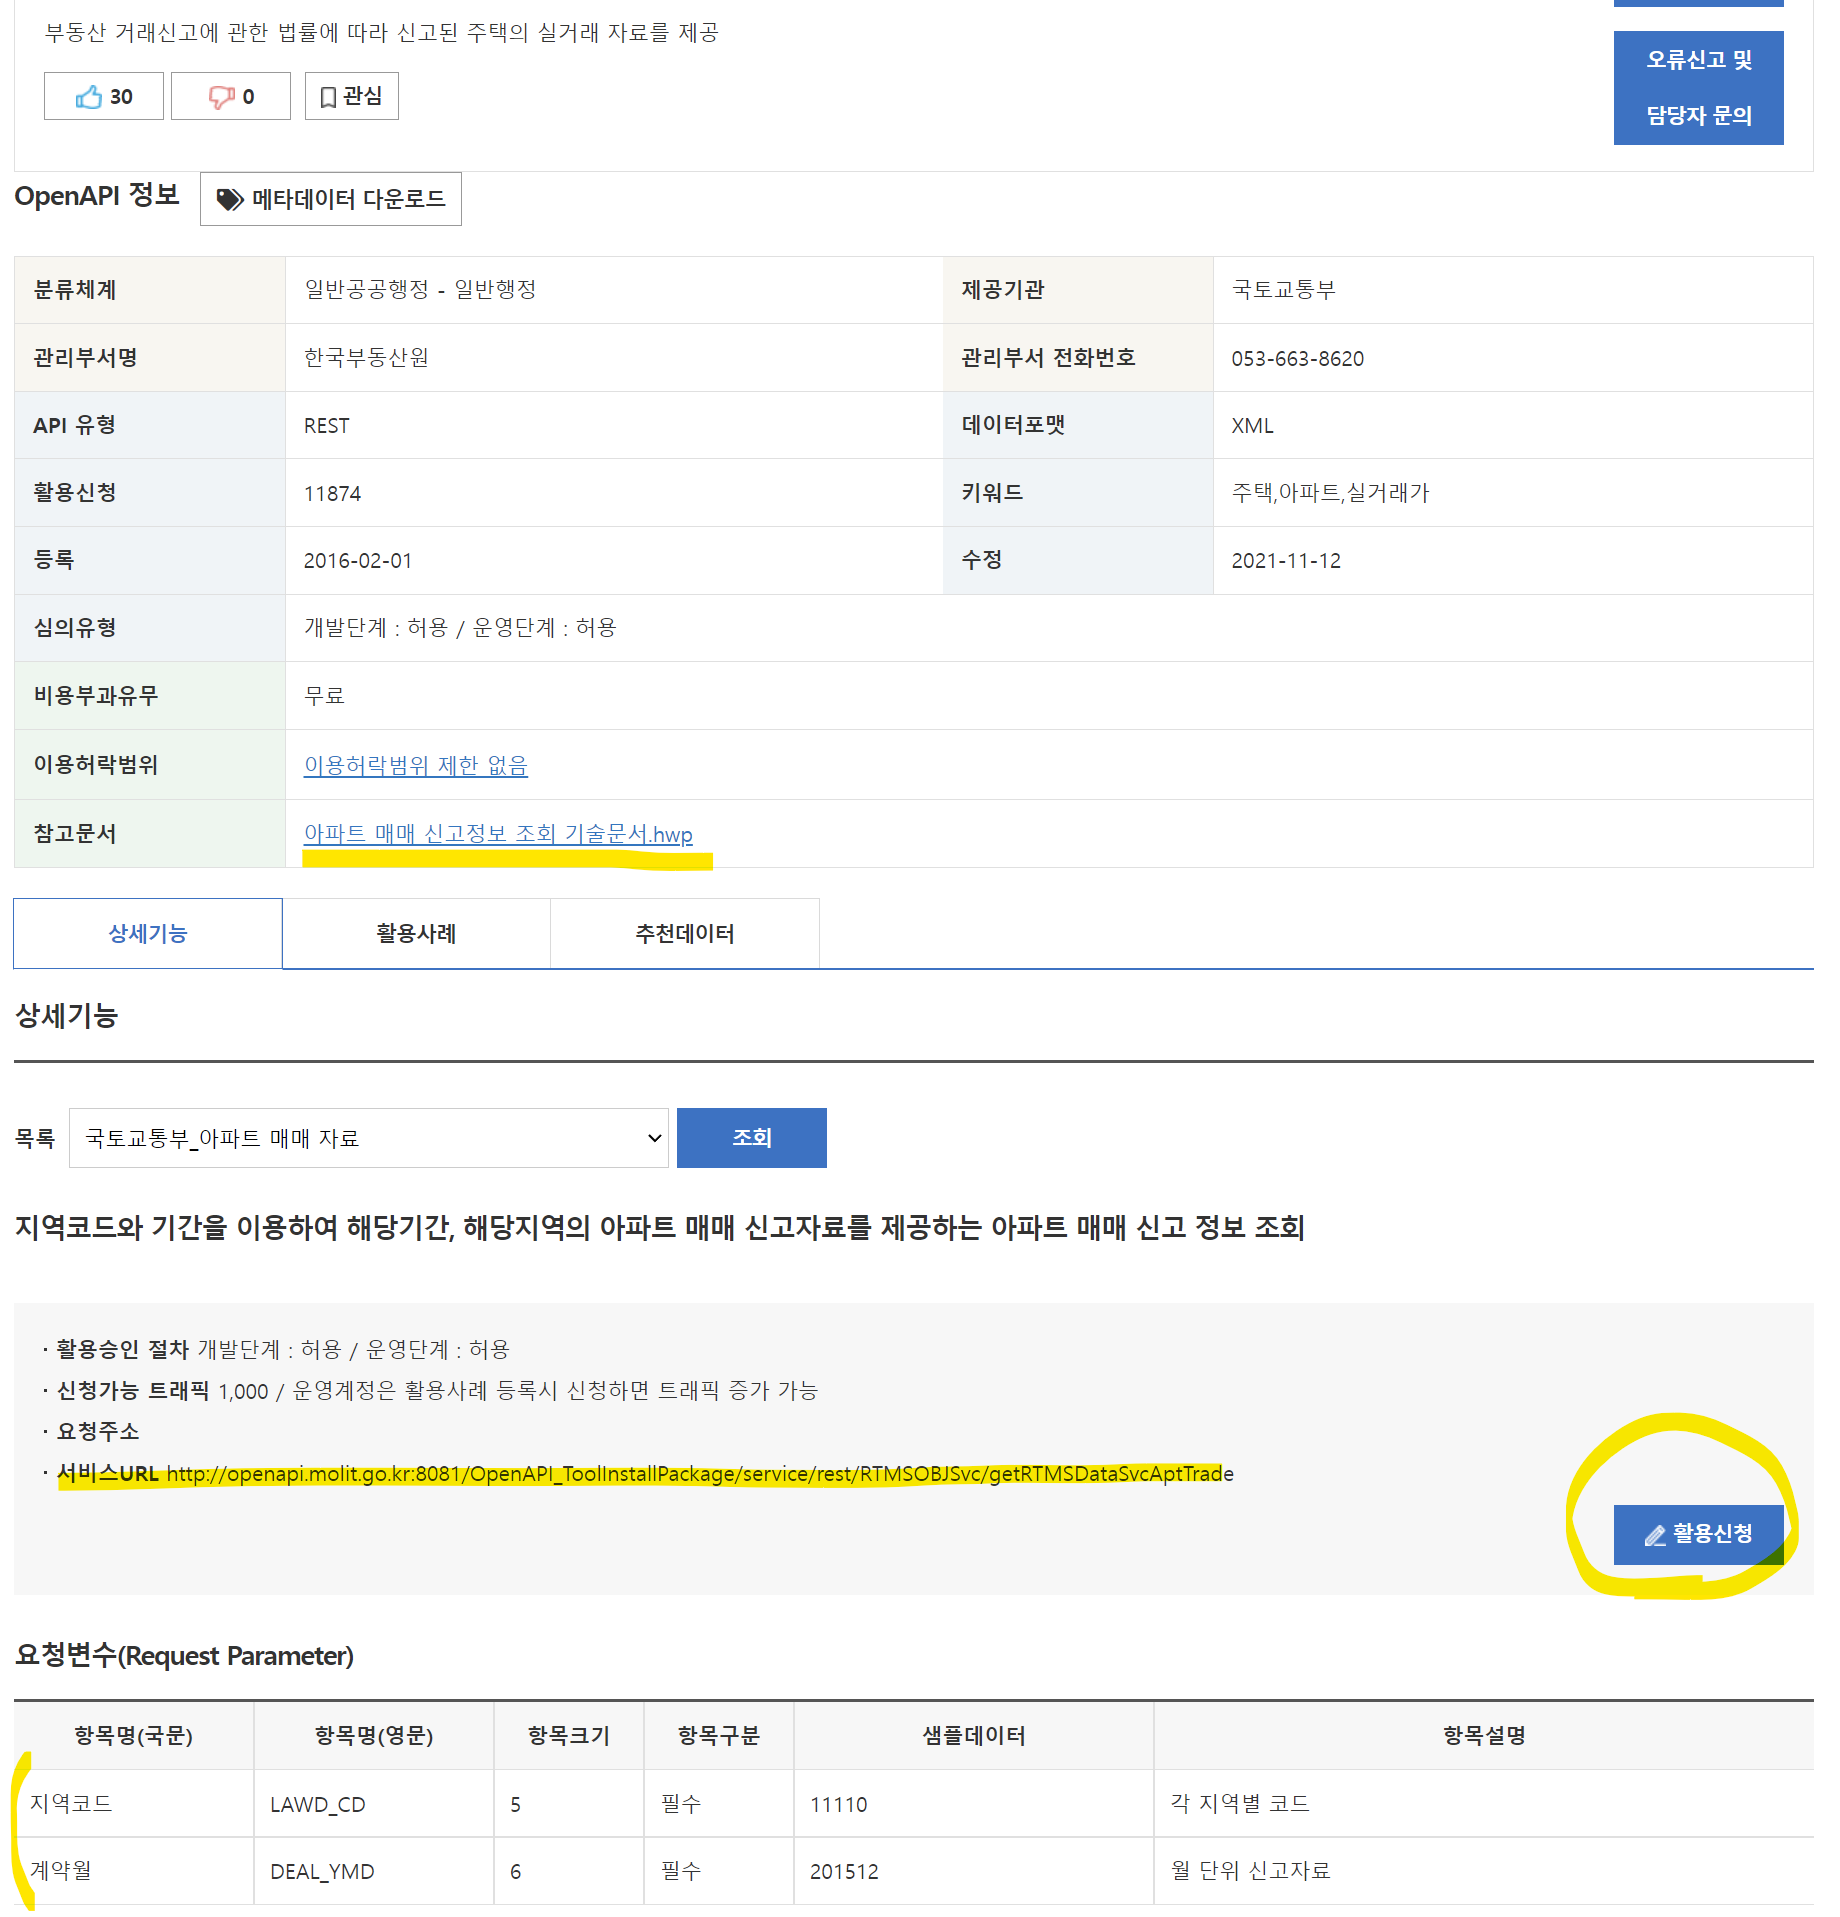 부동산 거래신고에 관한 법률에 따라 신고된 주택의 실거래 자료를 제공
오류신고 및
담당자 문의
30 0 관심
OpenAPI 정보 메타데이터 다운로드
분류체계 일반공공행정 - 일반행정 제공기관 국토교통부
관리부서명 한국부동산원 관리부서 전화번호 053-663-8620
API 유형 REST 데이터포맷 XML
활용신청 11874 키워드 주택,아파트,실거래가
등록 2016-02-01 수정 2021-11-12
심의유형 개발단계 : 허용 / 운영단계 : 허용
비용부과유무 무료
이용허락범위 이용허락범위 제한 없음
참고문서 아파트 매매 신고정보 조회 기술문서.hwp
상세기능 활용사례 추천데이터
상세기능
목록 국토교통부_아파트 매매 자료 조회
지역코드와 기간을 이용하여 해당기간, 해당지역의 아파트 매매 신고자료를 제공하는 아파트 매매 신고 정보 조회
· 활용승인 절차 개발단계 : 허용 / 운영단계 : 허용
· 신청가능 트래픽 1,000 / 운영계정은 활용사례 등록시 신청하면 트래픽 증가 가능
· 요청주소
· 서비스URL http://openapi.molit.go.kr:8081/OpenAPI_ToolInstallPackage/service/rest/RTMSOBJSvc/getRTMSDataSvcAptTrade
활용신청
요청변수(Request Parameter)
항목명(국문) 항목명(영문) 항목크기 항목구분 샘플데이터 항목설명
지역코드 LAWD_CD 5 필수 11110 각 지역별 코드
계약월 DEAL_YMD 6 필수 201512 월 단위 신고자료